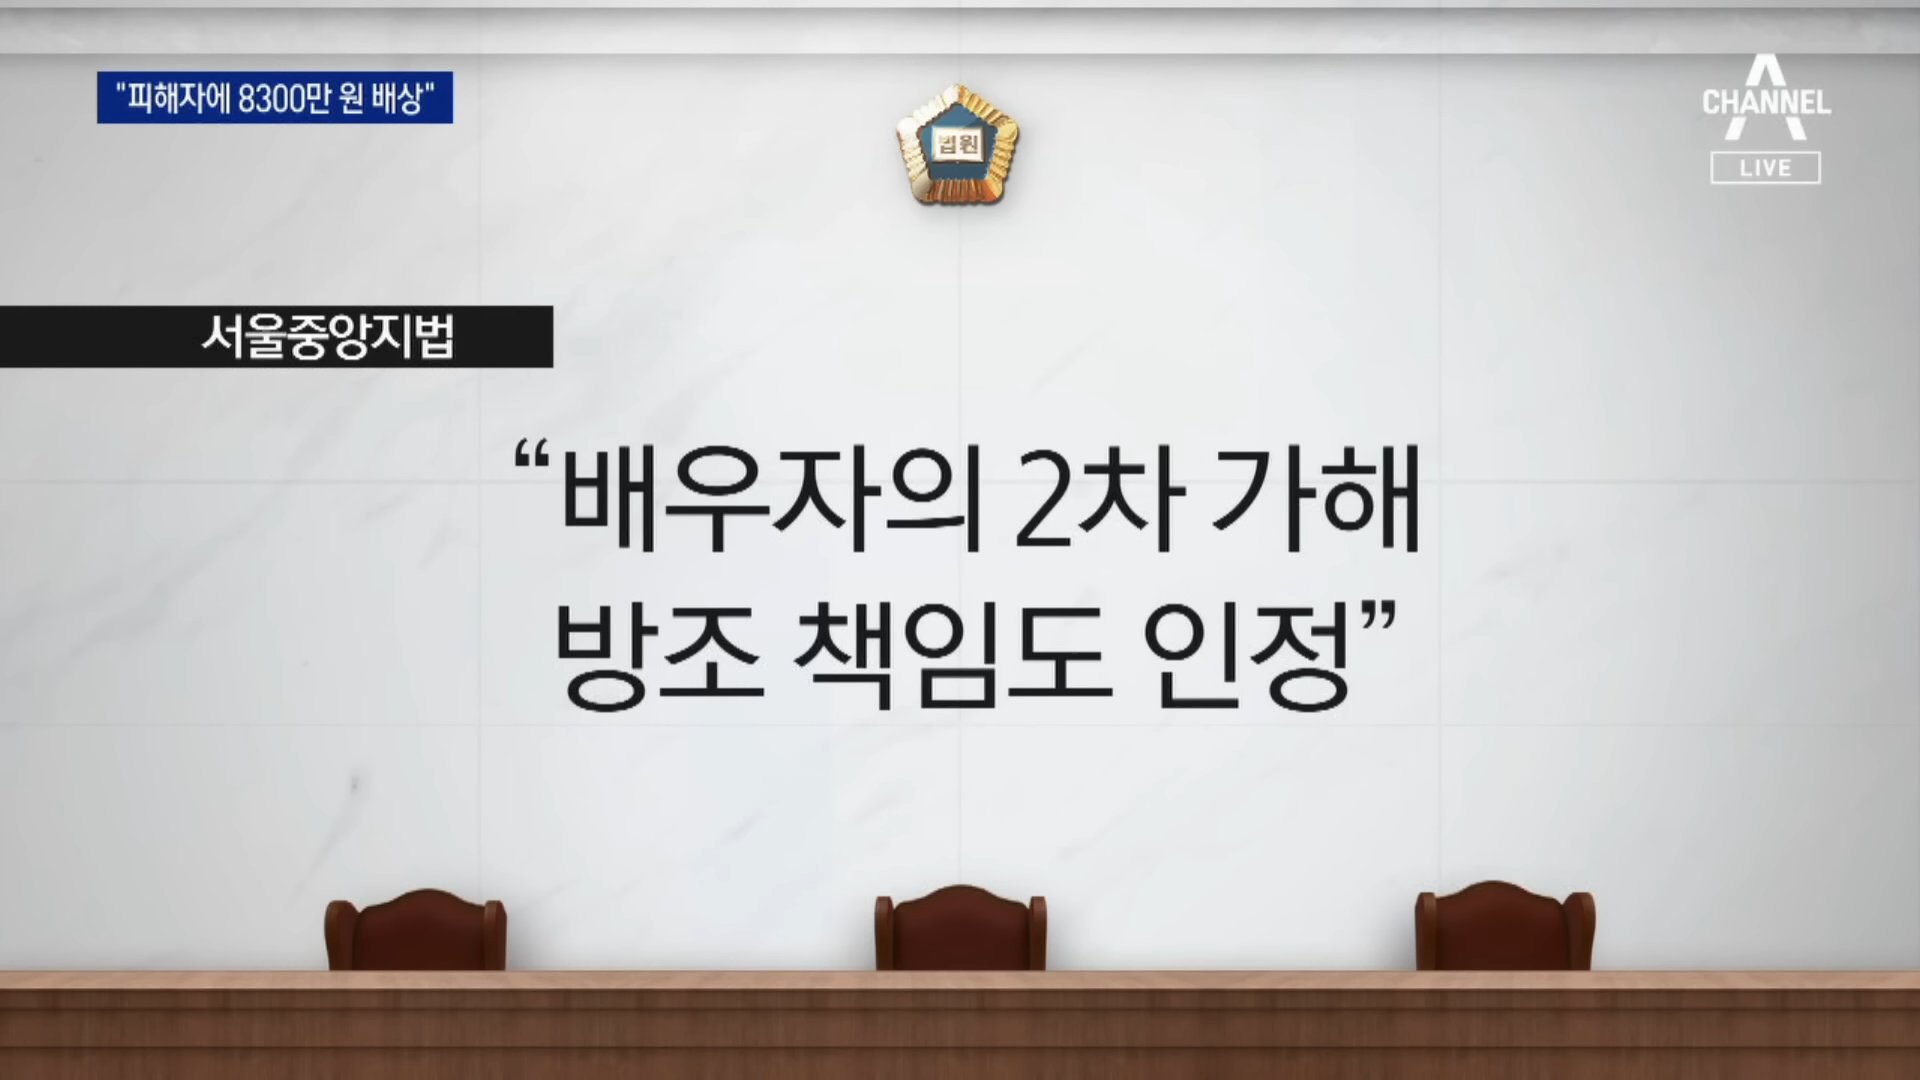 "피해자에 8300만 원 배상"
법원
CHANNEL A
LIVE
서울중앙지법
“배우자의 2차 가해
방조 책임도 인정”